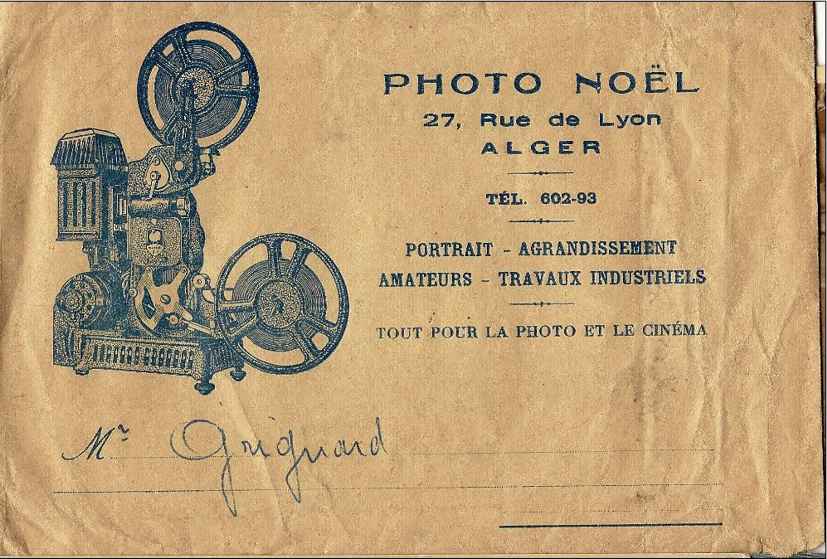 PHOTO NOËL
27, Rue de Lyon
ALGER
TÉL. 602-93
PORTRAIT - AGRANDISSEMENT
AMATEURS - TRAVAUX INDUSTRIELS
TOUT POUR LA PHOTO ET LE CINÉMA
Mr Grignard